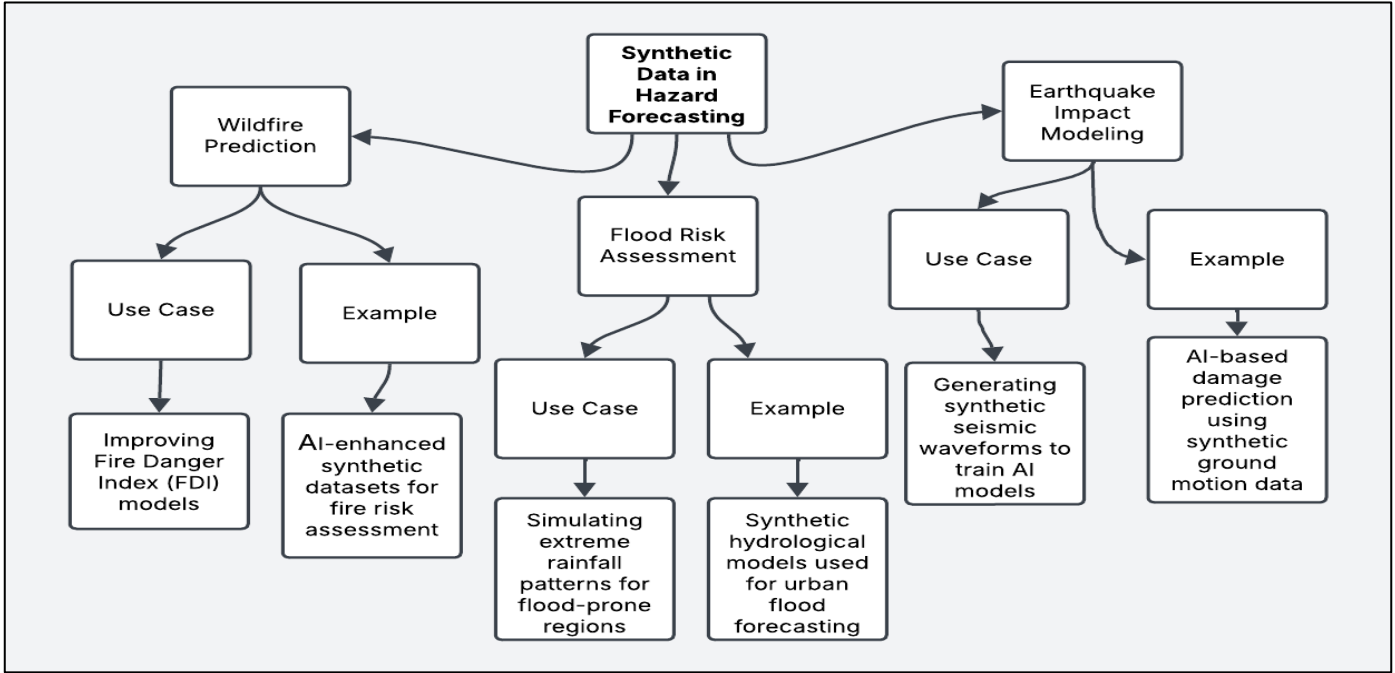 Synthetic
Data in
Hazard
Forecasting
Wildfire
Prediction
Use Case
Improving
Fire Danger
Index (FDI)
models
Example
AI-enhanced
synthetic
datasets for
fire risk
assessment
Flood Risk
Assessment
Use Case
Simulating
extreme
rainfall
patterns for
flood-prone
regions
Example
Synthetic
hydrological
models used
for urban
flood
forecasting
Earthquake
Impact
Modeling
Use Case
Generating
synthetic
seismic
waveforms to
train AI
models
Example
AI-based
damage
prediction
using
synthetic
ground
motion data